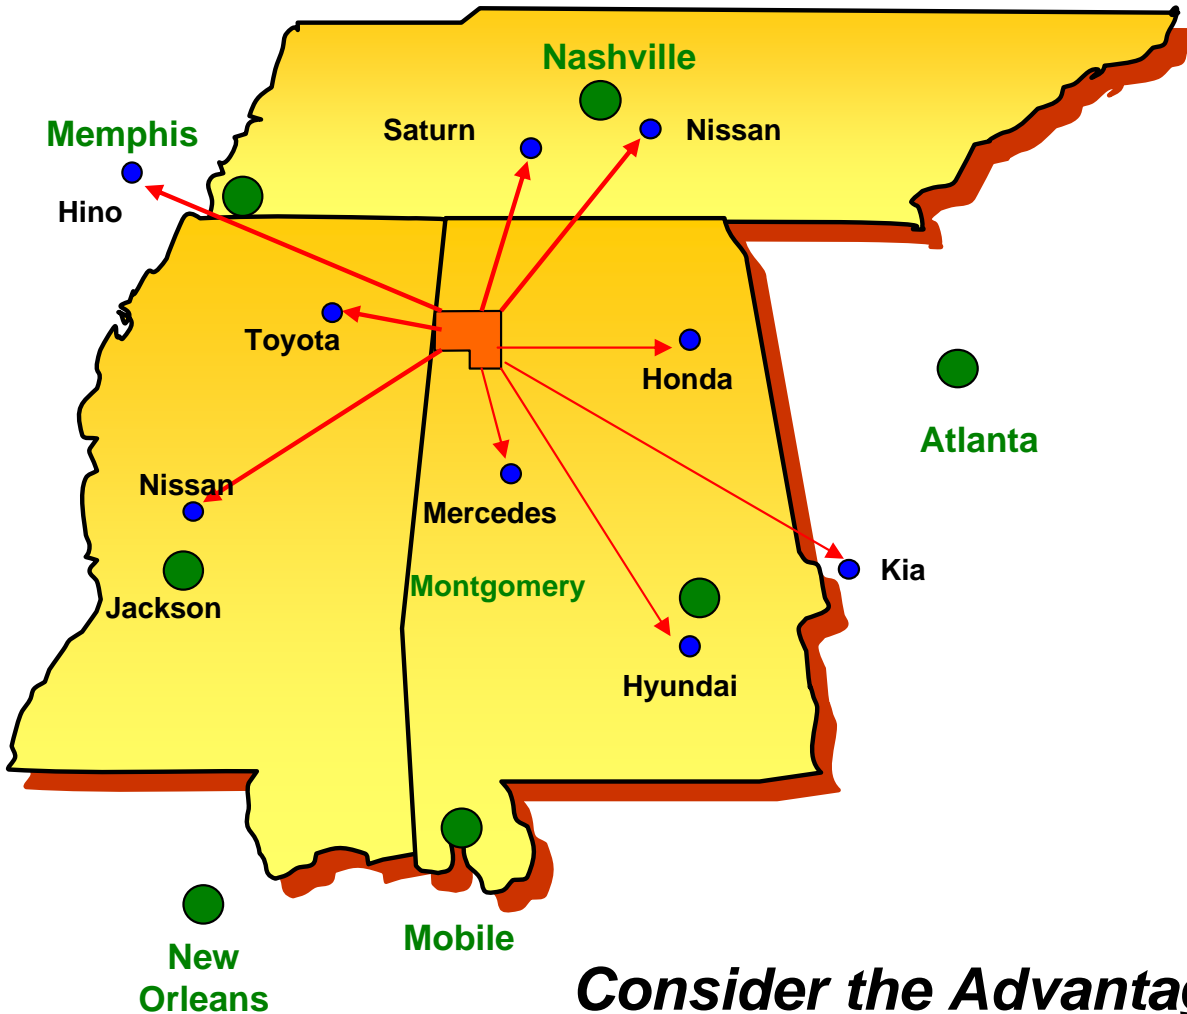 Nashville
Memphis
Saturn
Nissan
Hino
Toyota
Honda
Atlanta
Nissan
Mercedes
Kia
Montgomery
Jackson
Hyundai
Mobile
New
Orleans
Consider the